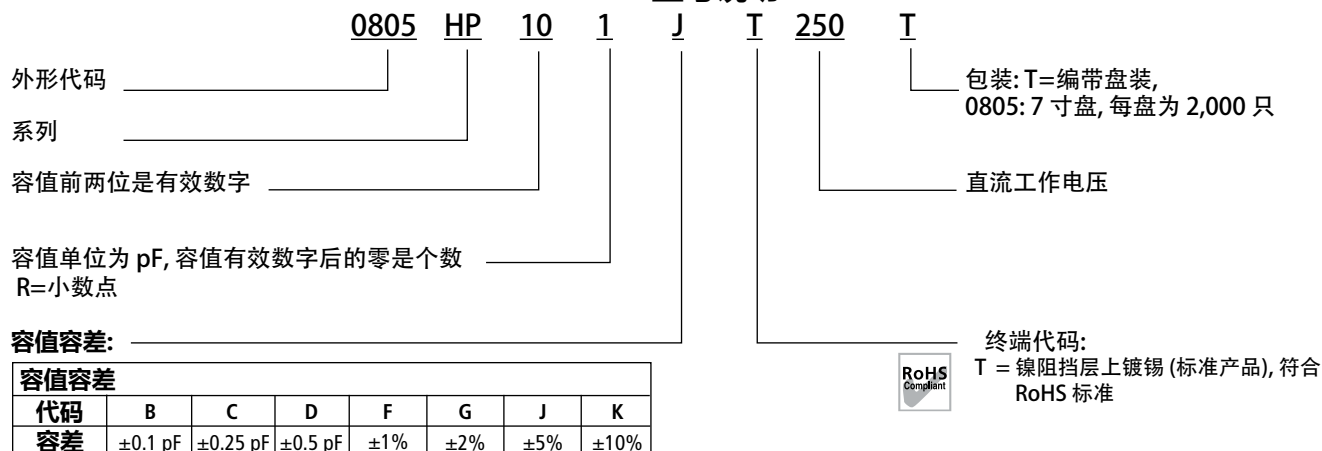 0805 HP 10 1 J T 250 T
外形代码
包装: T=编带盘装,
0805: 7 寸盘, 每盘为 2,000 只
系列
容值前两位是有效数字
直流工作电压
容值单位为 pF, 容值有效数字后的零是个数
R=小数点
容值容差:
终端代码:
T = 镍阻挡层上镀锡 (标准产品), 符合
RoHS 标准
RoHS
Compliant
容值容差
代码 B C D F G J K
容差 ±0.1 pF ±0.25 pF ±0.5 pF ±1% ±2% ±5% ±10%